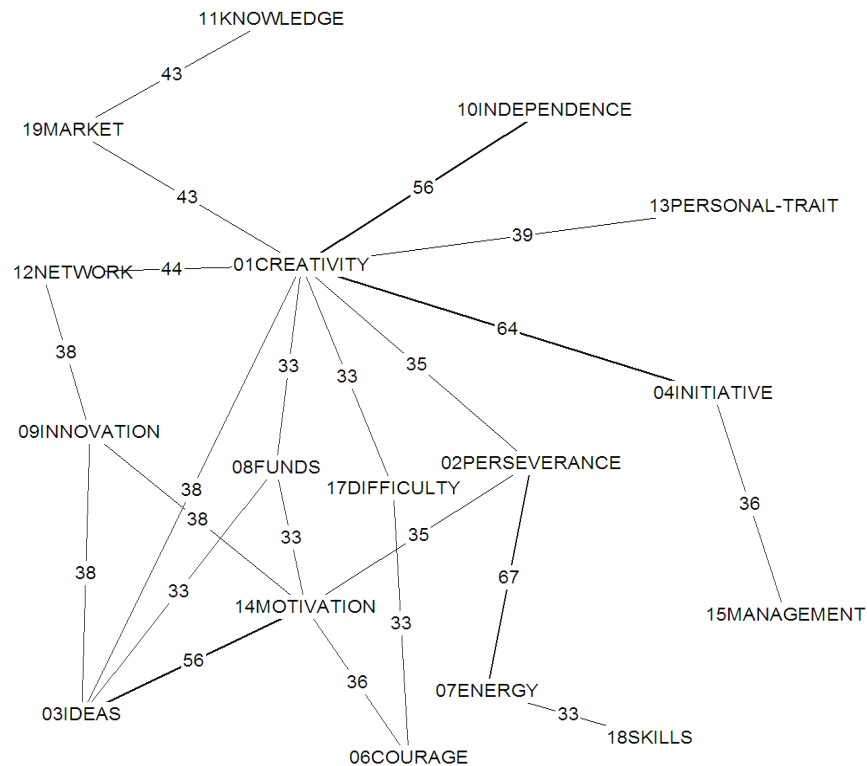 11KNOWLEDGE
43
19MARKET
10INDEPENDENCE
56
43
13PERSONAL-TRAIT
39
12NETWORK
44
01CREATIVITY
64
38
33
33
35
04INITIATIVE
09INNOVATION
08FUNDS
02PERSEVERANCE
17DIFFICULTY
38
36
38
33
35
38
33
67
14MOTIVATION
33
15MANAGEMENT
56
36
07ENERGY
03IDEAS
33
18SKILLS
06COURAGE